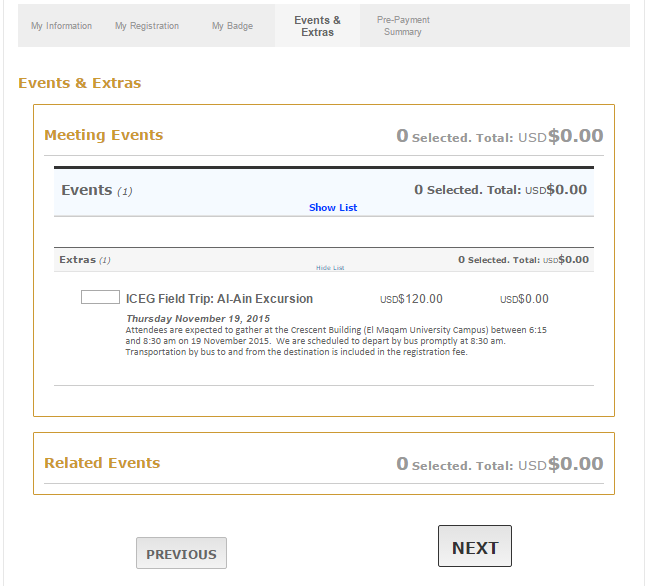 My Information My Registration My Badge Events & Extras Pre-Payment Summary
Events & Extras
Meeting Events 0 Selected. Total: USD$0.00
Events (1) 0 Selected. Total: USD$0.00
Show List
Extras (1) 0 Selected. Total: USD$0.00
Hide List
ICEG Field Trip: Al-Ain Excursion USD$120.00 USD$0.00
Thursday November 19, 2015
Attendees are expected to gather at the Crescent Building (El Maqam University Campus) between 6:15
and 8:30 am on 19 November 2015. We are scheduled to depart by bus promptly at 8:30 am.
Transportation by bus to and from the destination is included in the registration fee.
Related Events 0 Selected. Total: USD$0.00
PREVIOUS NEXT